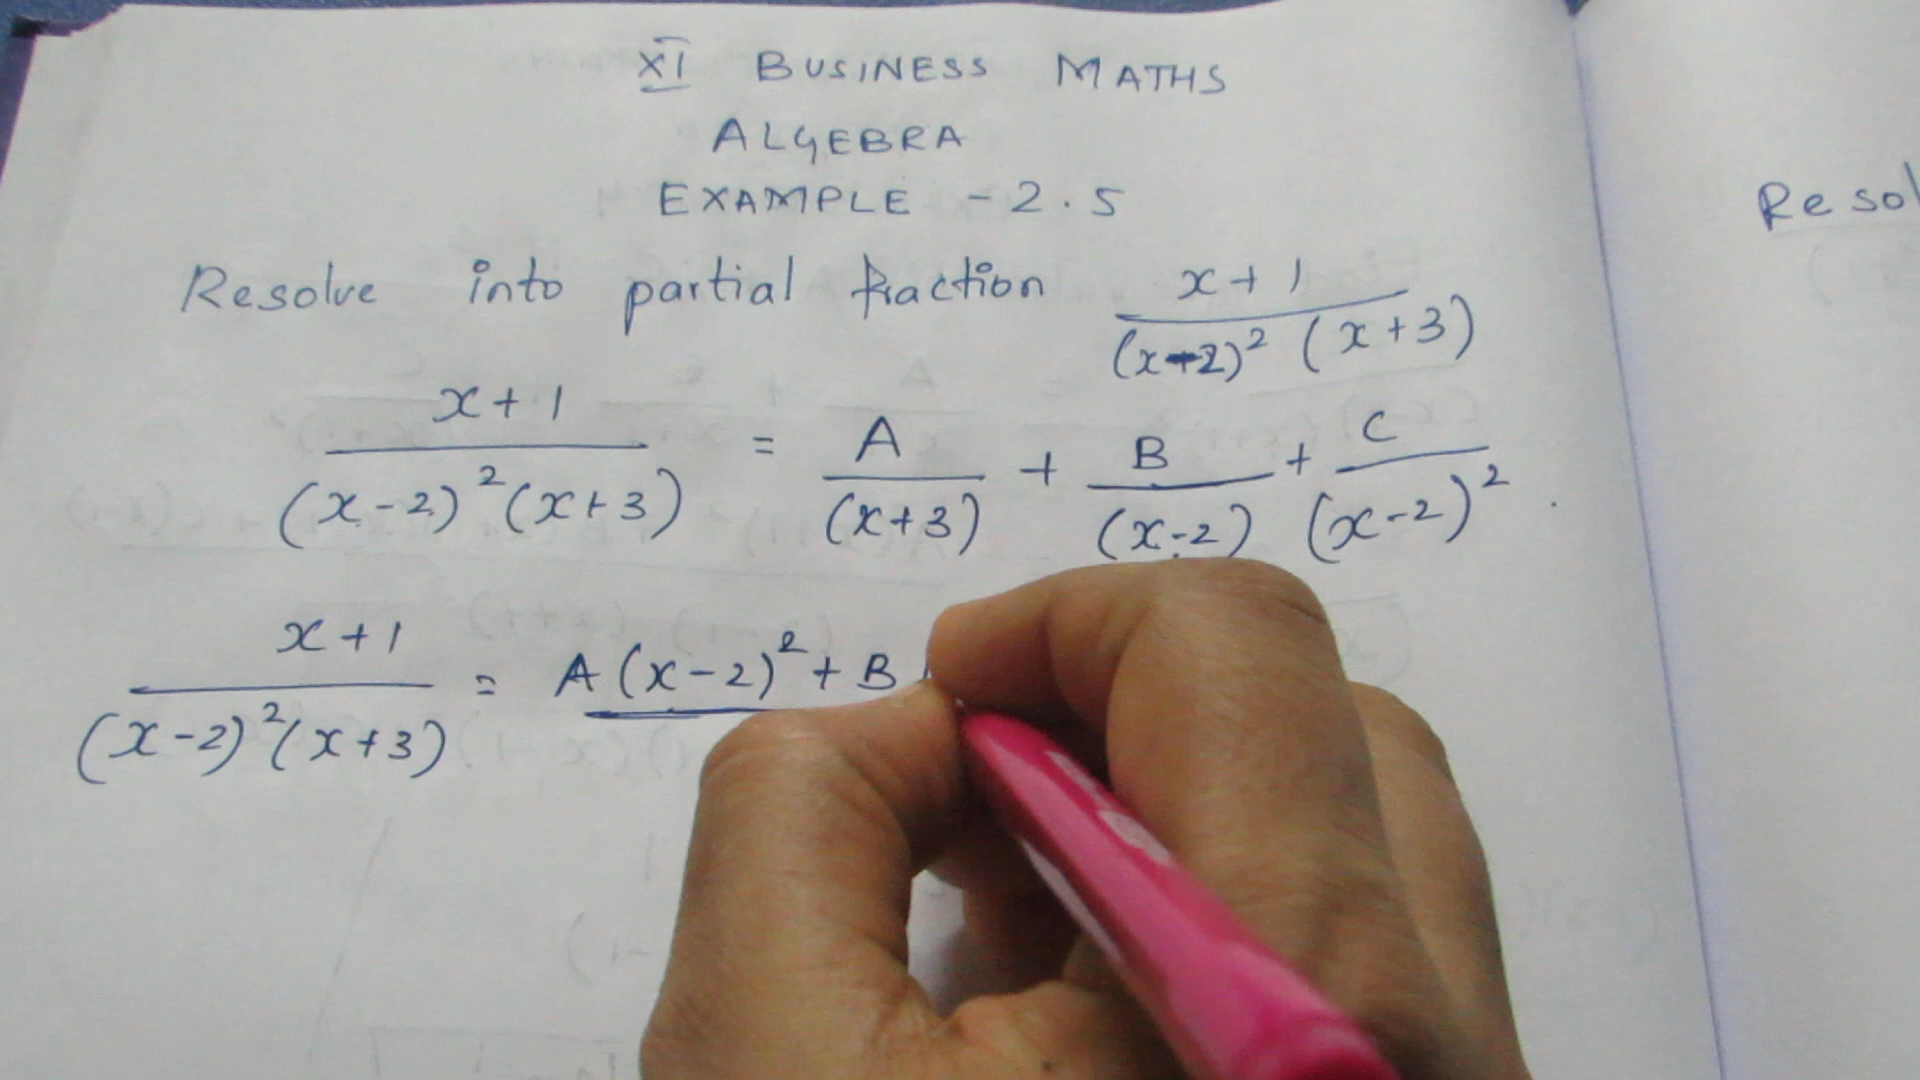 XI BUSINESS MATHS
ALGEBRA
EXAMPLE - 2.5
Resolve into partial fraction x+1 / (x-2)² (x+3)
x+1 / (x-2)²(x+3) = A / (x+3) + B / (x-2) + C / (x-2)² .
x+1 / (x-2)²(x+3) = A(x-2)² + B